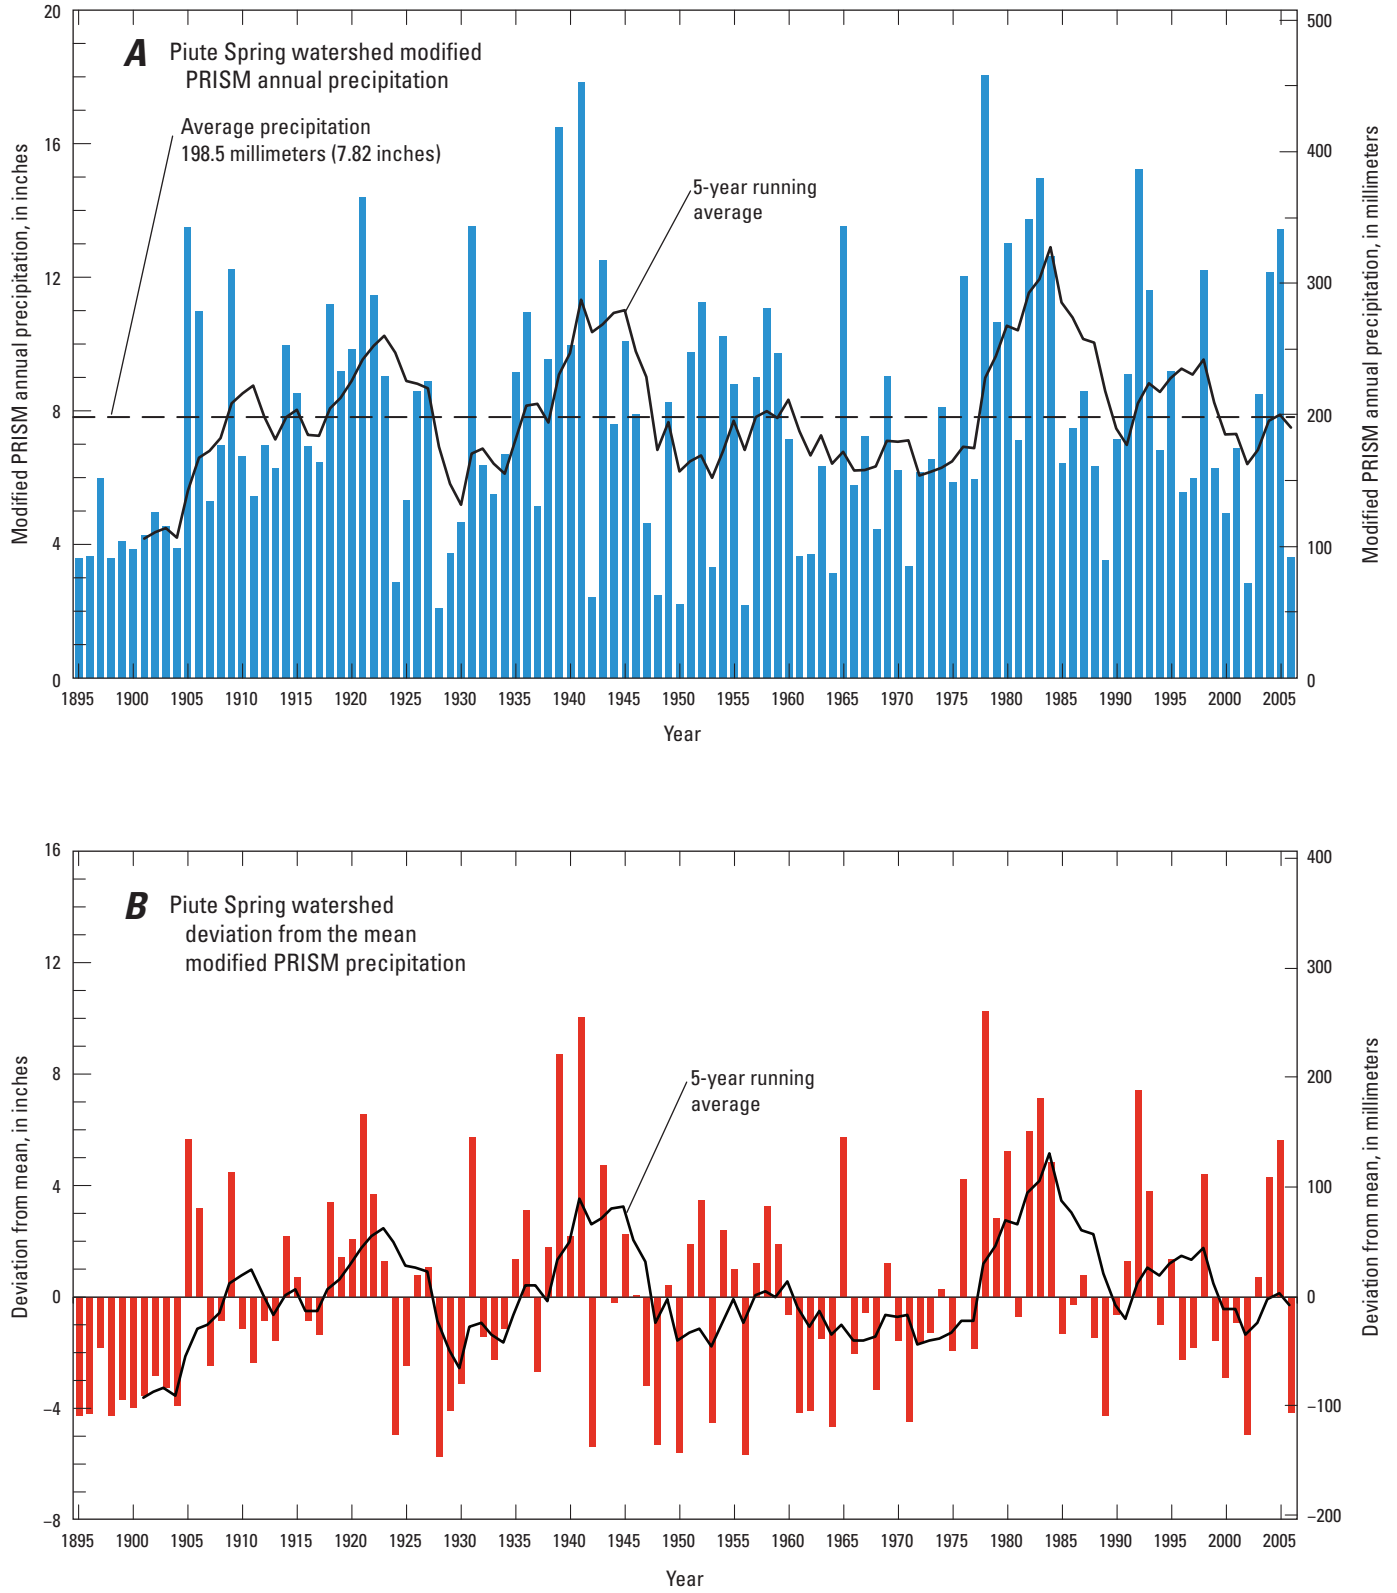 A Piute Spring watershed modified
PRISM annual precipitation
Average precipitation
198.5 millimeters (7.82 inches)
5-year running
average
Modified PRISM annual precipitation, in inches
20
16
12
8
4
0
Modified PRISM annual precipitation, in millimeters
500
400
300
200
100
0
1895 1900 1905 1910 1915 1920 1925 1930 1935 1940 1945 1950 1955 1960 1965 1970 1975 1980 1985 1990 1995 2000 2005
Year
B Piute Spring watershed
deviation from the mean
modified PRISM precipitation
5-year running
average
Deviation from mean, in inches
16
12
8
4
0
–4
–8
Deviation from mean, in millimeters
400
300
200
100
0
–100
–200
1895 1900 1905 1910 1915 1920 1925 1930 1935 1940 1945 1950 1955 1960 1965 1970 1975 1980 1985 1990 1995 2000 2005
Year